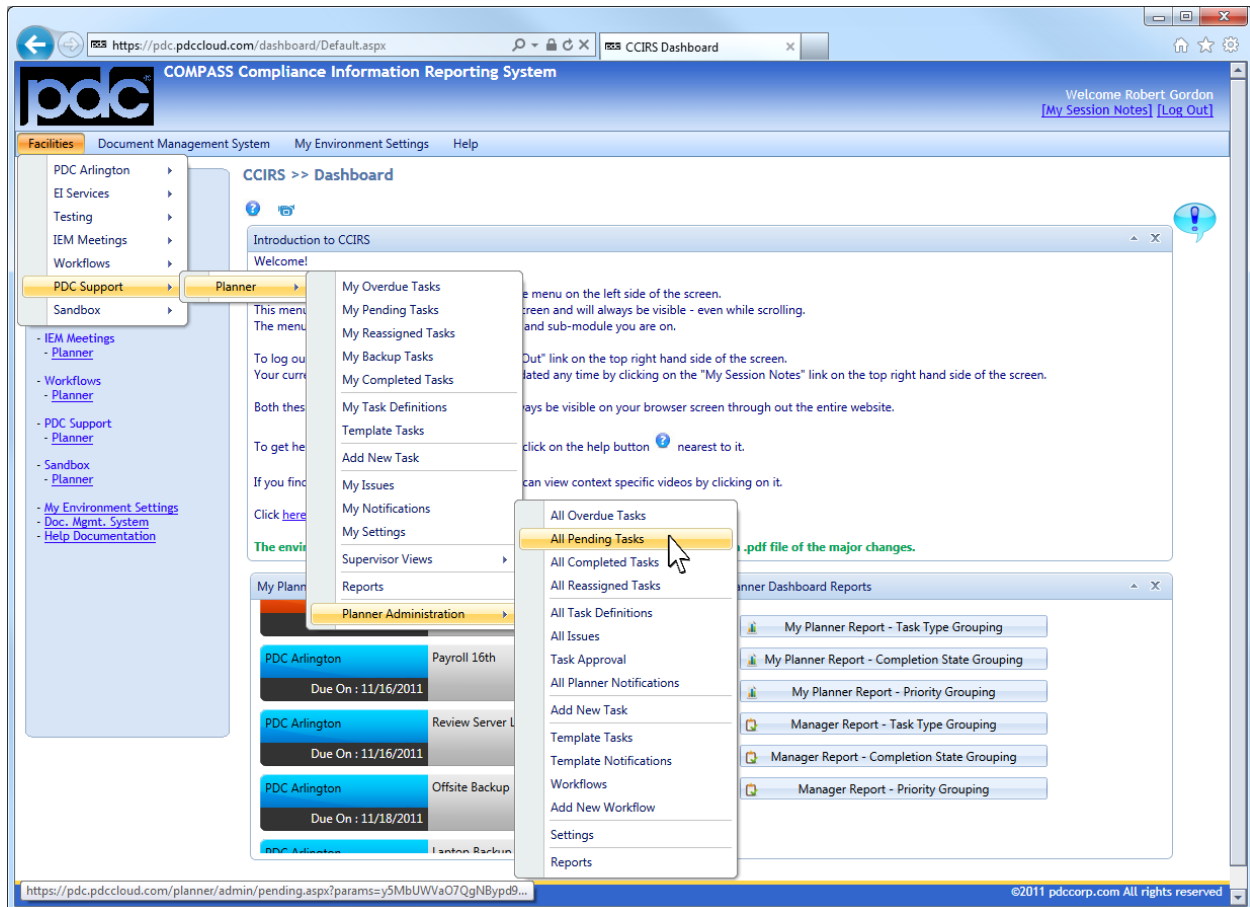 https://pdc.pdccloud.com/dashboard/Default.aspx
CCIRS Dashboard
pdc
COMPASS Compliance Information Reporting System
Welcome Robert Gordon
[My Session Notes] [Log Out]
Facilities Document Management System My Environment Settings Help
PDC Arlington
EI Services
Testing
IEM Meetings
Workflows
PDC Support
Sandbox
- IEM Meetings
- Planner
- Workflows
- Planner
- PDC Support
- Planner
- Sandbox
- Planner
- My Environment Settings
- Doc. Mgmt. System
- Help Documentation
Planner
My Overdue Tasks
My Pending Tasks
My Reassigned Tasks
My Backup Tasks
My Completed Tasks
My Task Definitions
Template Tasks
Add New Task
My Issues
My Notifications
My Settings
Supervisor Views
Reports
Planner Administration
All Overdue Tasks
All Pending Tasks
All Completed Tasks
All Reassigned Tasks
All Task Definitions
All Issues
Task Approval
All Planner Notifications
Add New Task
Template Tasks
Template Notifications
Workflows
Add New Workflow
Settings
Reports
CCIRS >> Dashboard
Introduction to CCIRS
Welcome!
e menu on the left side of the screen.
This menu creen and will always be visible - even while scrolling.
The menu and sub-module you are on.
To log ou Out" link on the top right hand side of the screen.
Your curre dated any time by clicking on the "My Session Notes" link on the top right hand side of the screen.
Both thes ays be visible on your browser screen through out the entire website.
To get he click on the help button nearest to it.
If you find can view context specific videos by clicking on it.
Click here
The envir .pdf file of the major changes.
My Plann
PDC Arlington Payroll 16th
Due On : 11/16/2011
PDC Arlington Review Server L
Due On : 11/16/2011
PDC Arlington Offsite Backup
Due On : 11/18/2011
PDC Arlington Laptop Backup
nner Dashboard Reports
My Planner Report - Task Type Grouping
My Planner Report - Completion State Grouping
My Planner Report - Priority Grouping
Manager Report - Task Type Grouping
Manager Report - Completion State Grouping
Manager Report - Priority Grouping
https://pdc.pdccloud.com/planner/admin/pending.aspx?params=y5MbUWVaO7QgNBypd9...
©2011 pdccorp.com All rights reserved